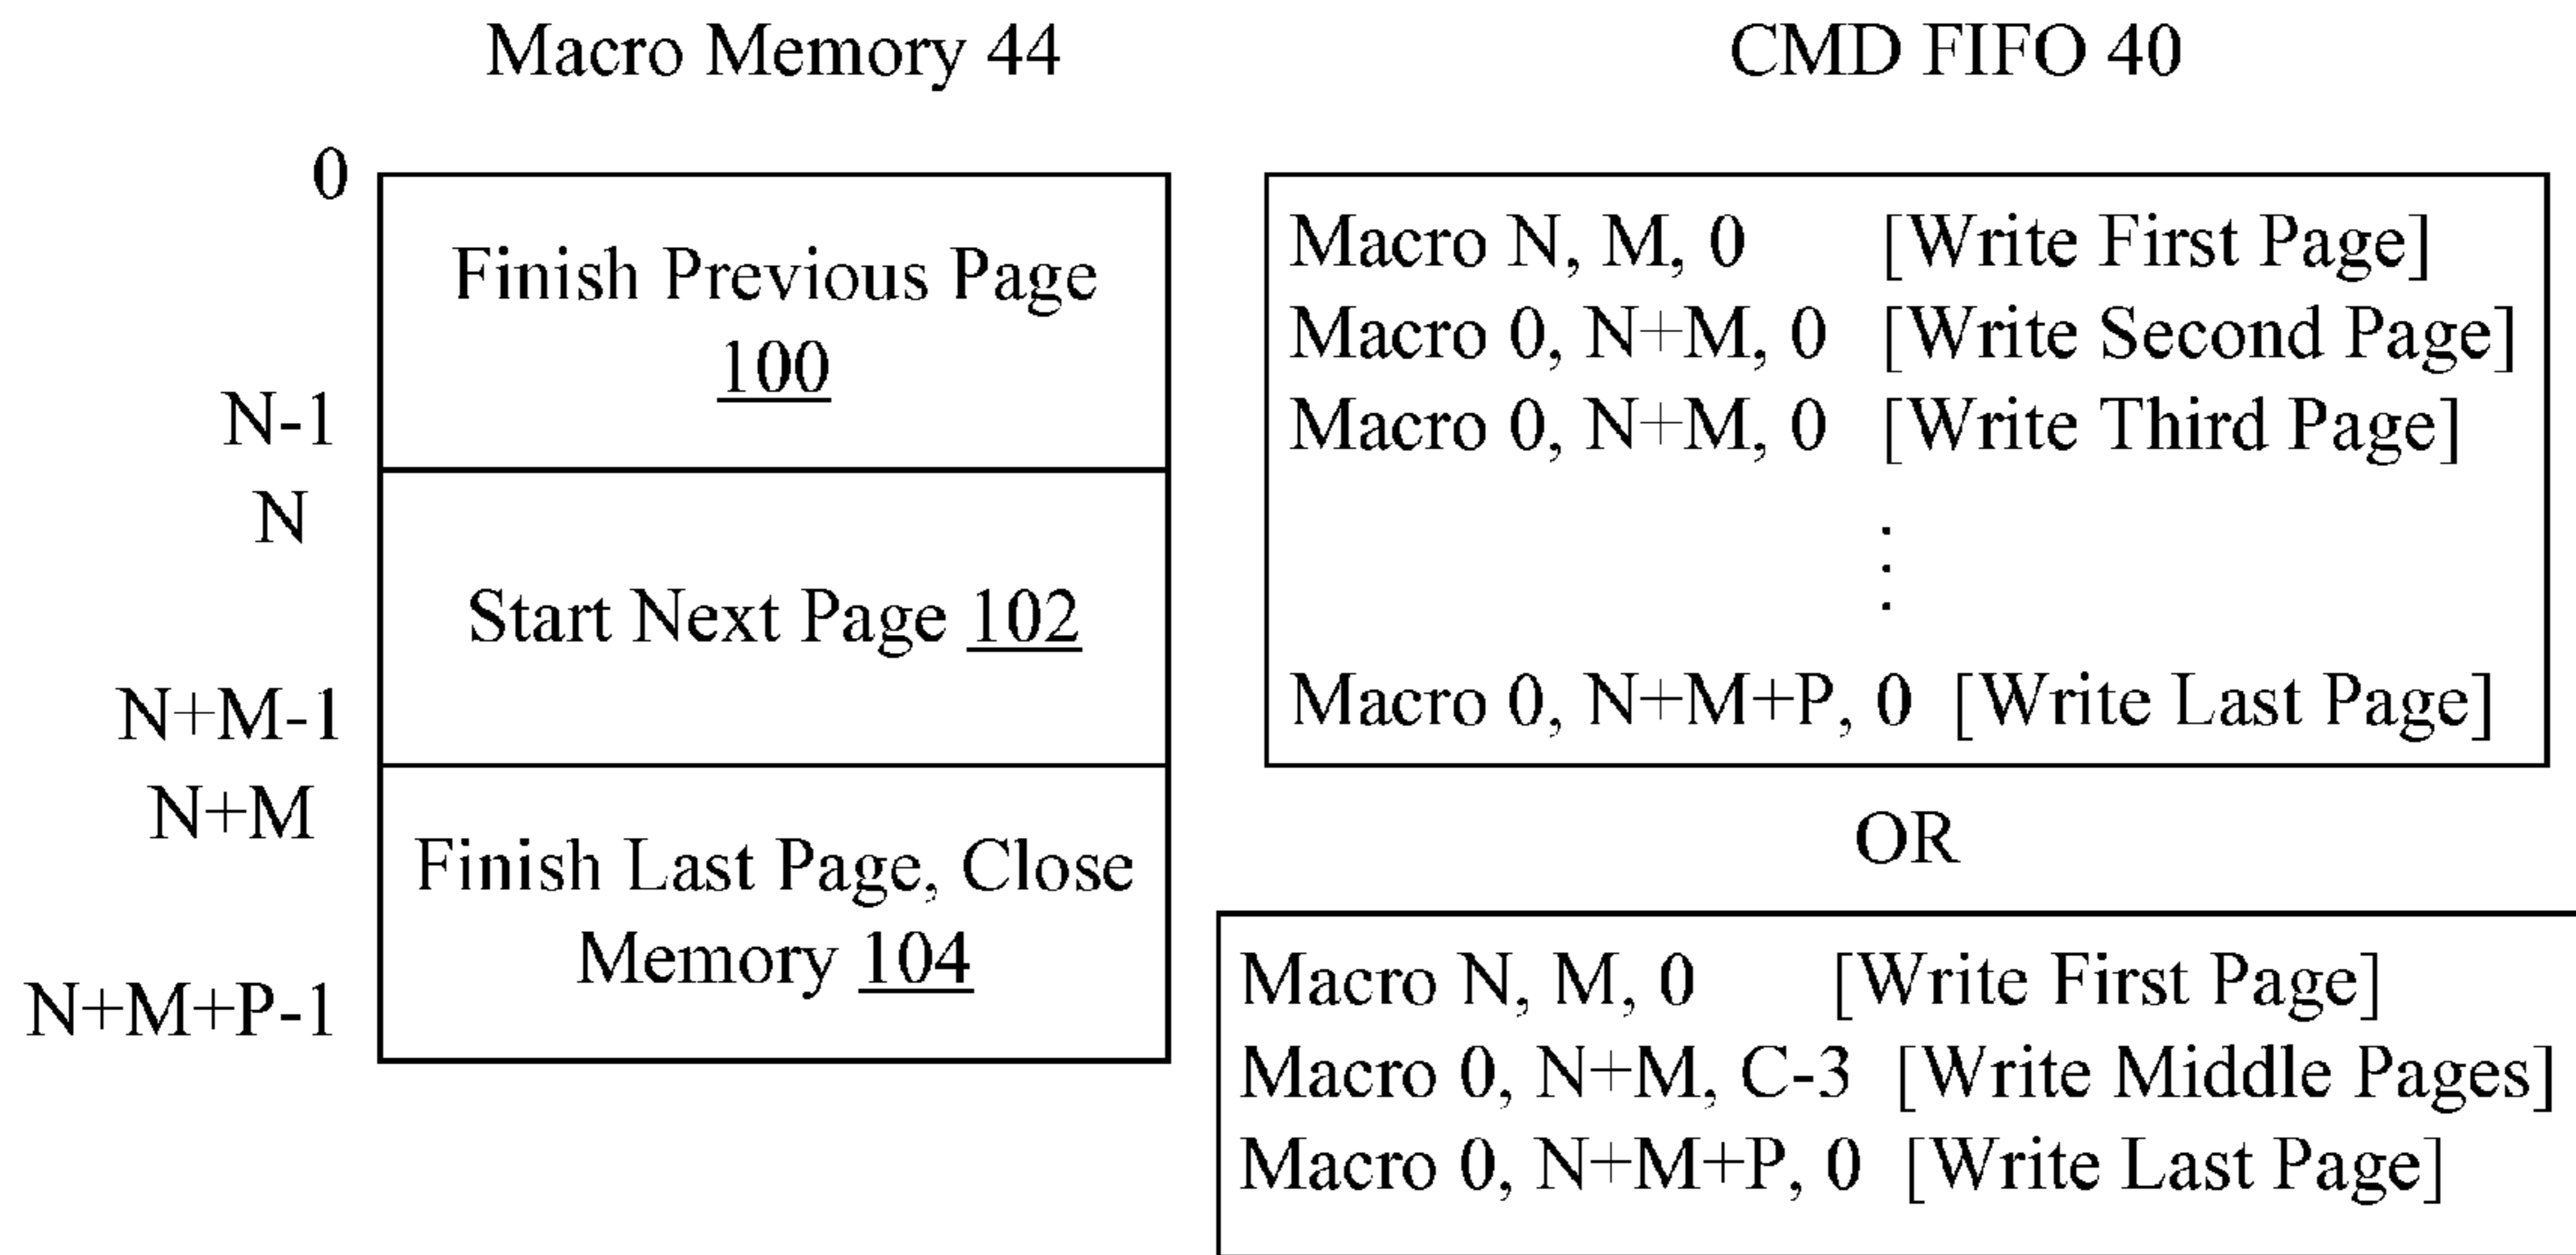 Macro Memory 44
0
Finish Previous Page
100
N-1
N
Start Next Page 102
N+M-1
N+M
Finish Last Page, Close
Memory 104
N+M+P-1
CMD FIFO 40
Macro N, M, 0 [Write First Page]
Macro 0, N+M, 0 [Write Second Page]
Macro 0, N+M, 0 [Write Third Page]
Macro 0, N+M+P, 0 [Write Last Page]
OR
Macro N, M, 0 [Write First Page]
Macro 0, N+M, C-3 [Write Middle Pages]
Macro 0, N+M+P, 0 [Write Last Page]